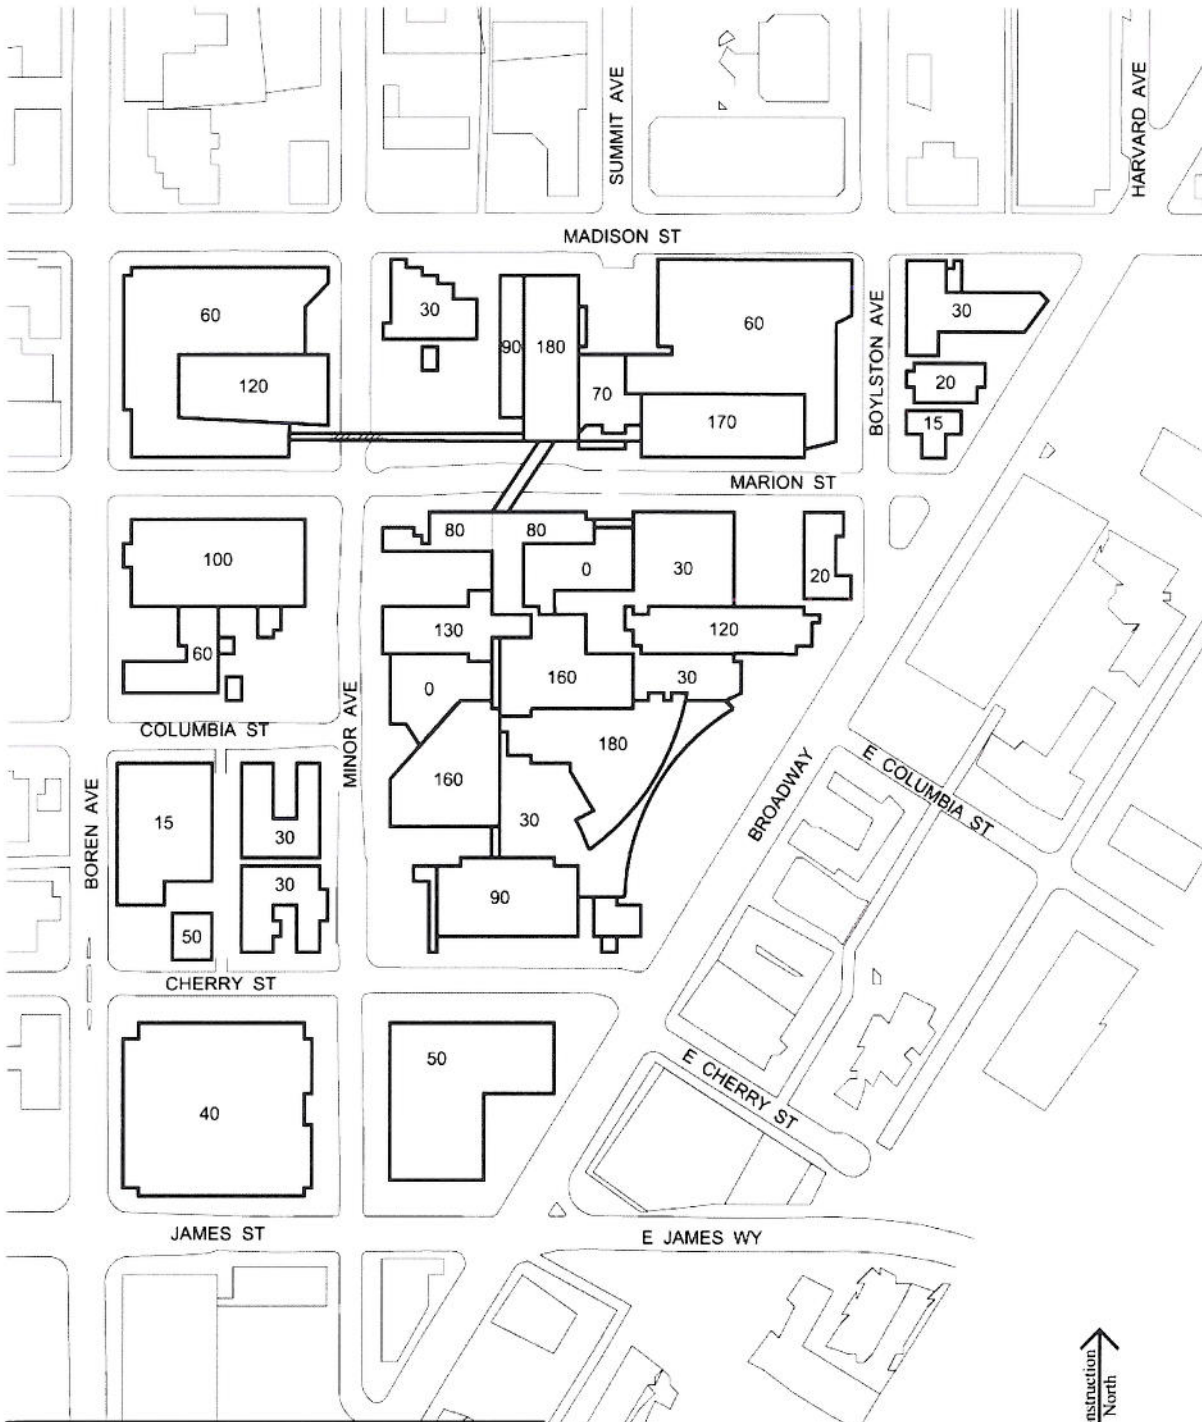 SUMMIT AVE
HARVARD AVE
MADISON ST
60
30
90
180
60
BOYLSTON AVE
30
120
70
170
20
15
MARION ST
80
80
100
0
30
20
130
120
60
160
30
0
MINOR AVE
COLUMBIA ST
180
160
BROADWAY
E COLUMBIA ST
BOREN AVE
15
30
30
30
90
50
CHERRY ST
50
40
E CHERRY ST
JAMES ST
E JAMES WY
nstruction
North